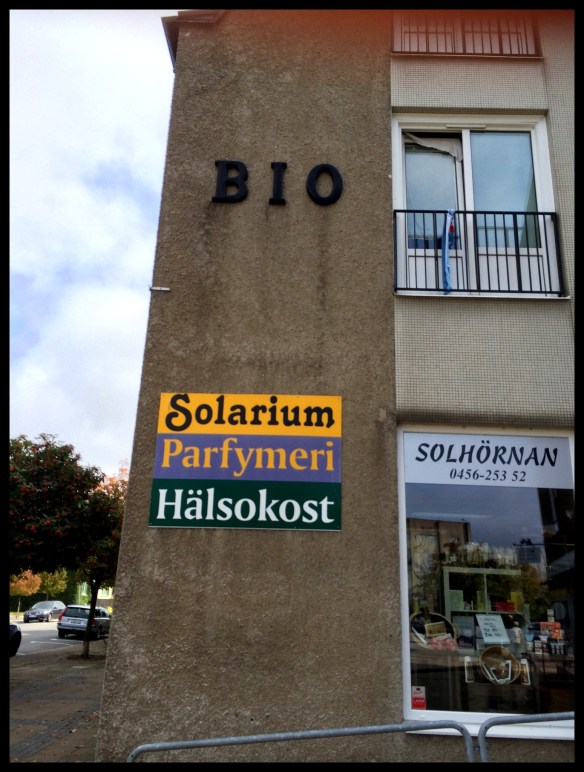 BIO
Solarium
Parfymeri
Hälsokost
SOLHÖRNAN
0456-253 52